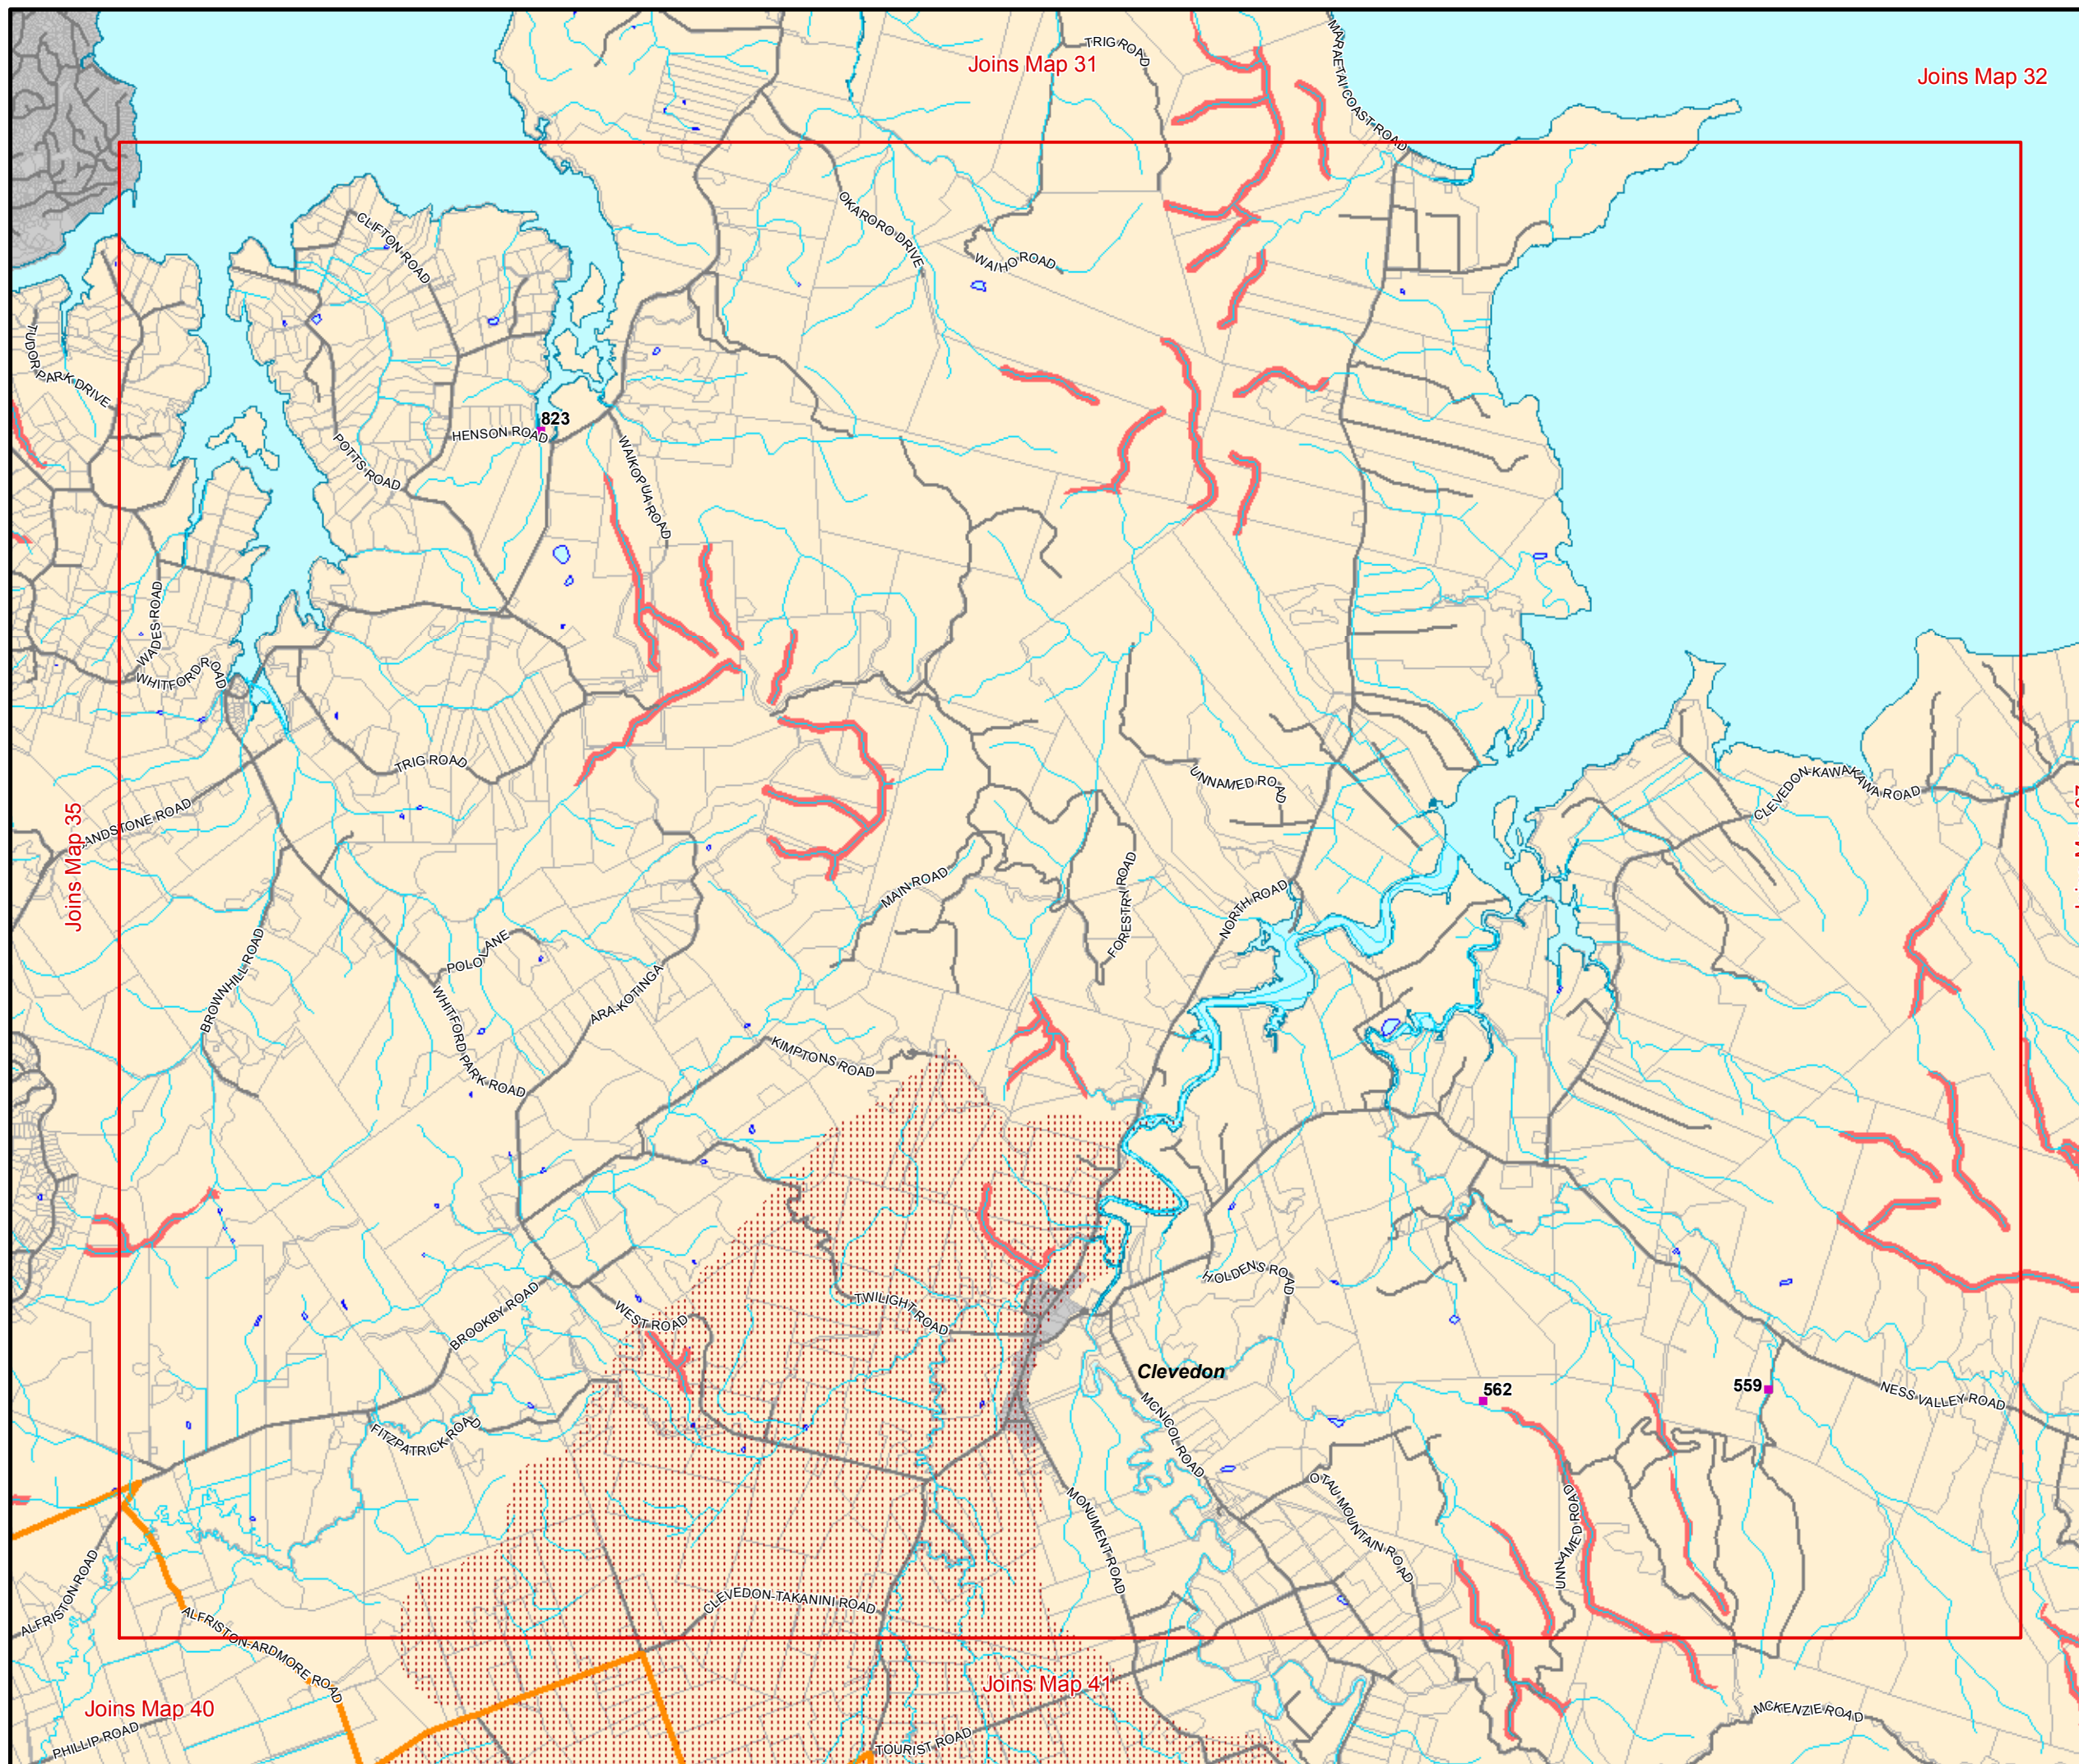 TRIG ROAD
MARAETAI COAST ROAD
Joins Map 31
Joins Map 32
OKARORO DRIVE
CLIFTON ROAD
WAIHO ROAD
TUDOR PARK DRIVE
823
HENSON ROAD
POTTS ROAD
WAIKOPUA ROAD
WADES ROAD
WHITFORD ROAD
TRIG ROAD
UNNAMED ROAD
CLEVEDON-KAWAKAWA ROAD
ANDSTONE ROAD
Joins Map 35
MAIN ROAD
FORESTRY ROAD
NORTH ROAD
POLO LANE
BROWNHILL ROAD
ARA-KOTINGA
WHITFORD PARK ROAD
KIMPTONS ROAD
HOLDENS ROAD
TWILIGHT ROAD
WEST ROAD
BROOKBY ROAD
Clevedon
562
559
NESS VALLEY ROAD
MCNICOL ROAD
FITZPATRICK ROAD
OTAU MOUNTAIN ROAD
UNNAMED ROAD
MONUMENT ROAD
CLEVEDON-TAKANINI ROAD
ALFRISTON ROAD
ALFRISTON-ARDMORE ROAD
Joins Map 41
Joins Map 40
MCKENZIE ROAD
PHILLIP ROAD
TOURIST ROAD